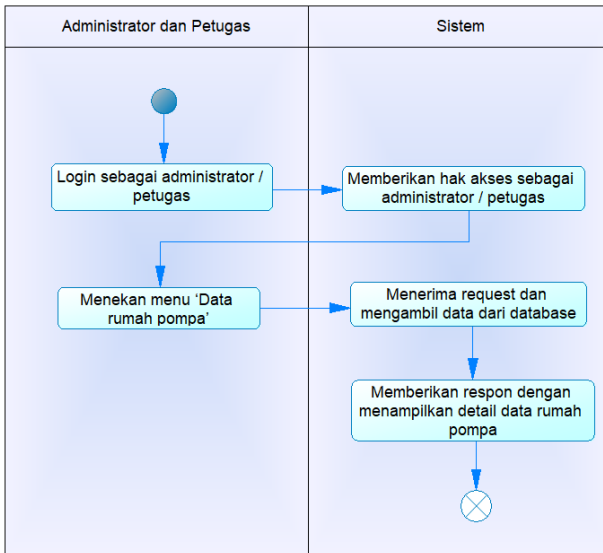 Administrator dan Petugas
Sistem
Login sebagai administrator /
petugas
Memberikan hak akses sebagai
administrator / petugas
Menekan menu ‘Data
rumah pompa’
Menerima request dan
mengambil data dari database
Memberikan respon dengan
menampilkan detail data rumah
pompa